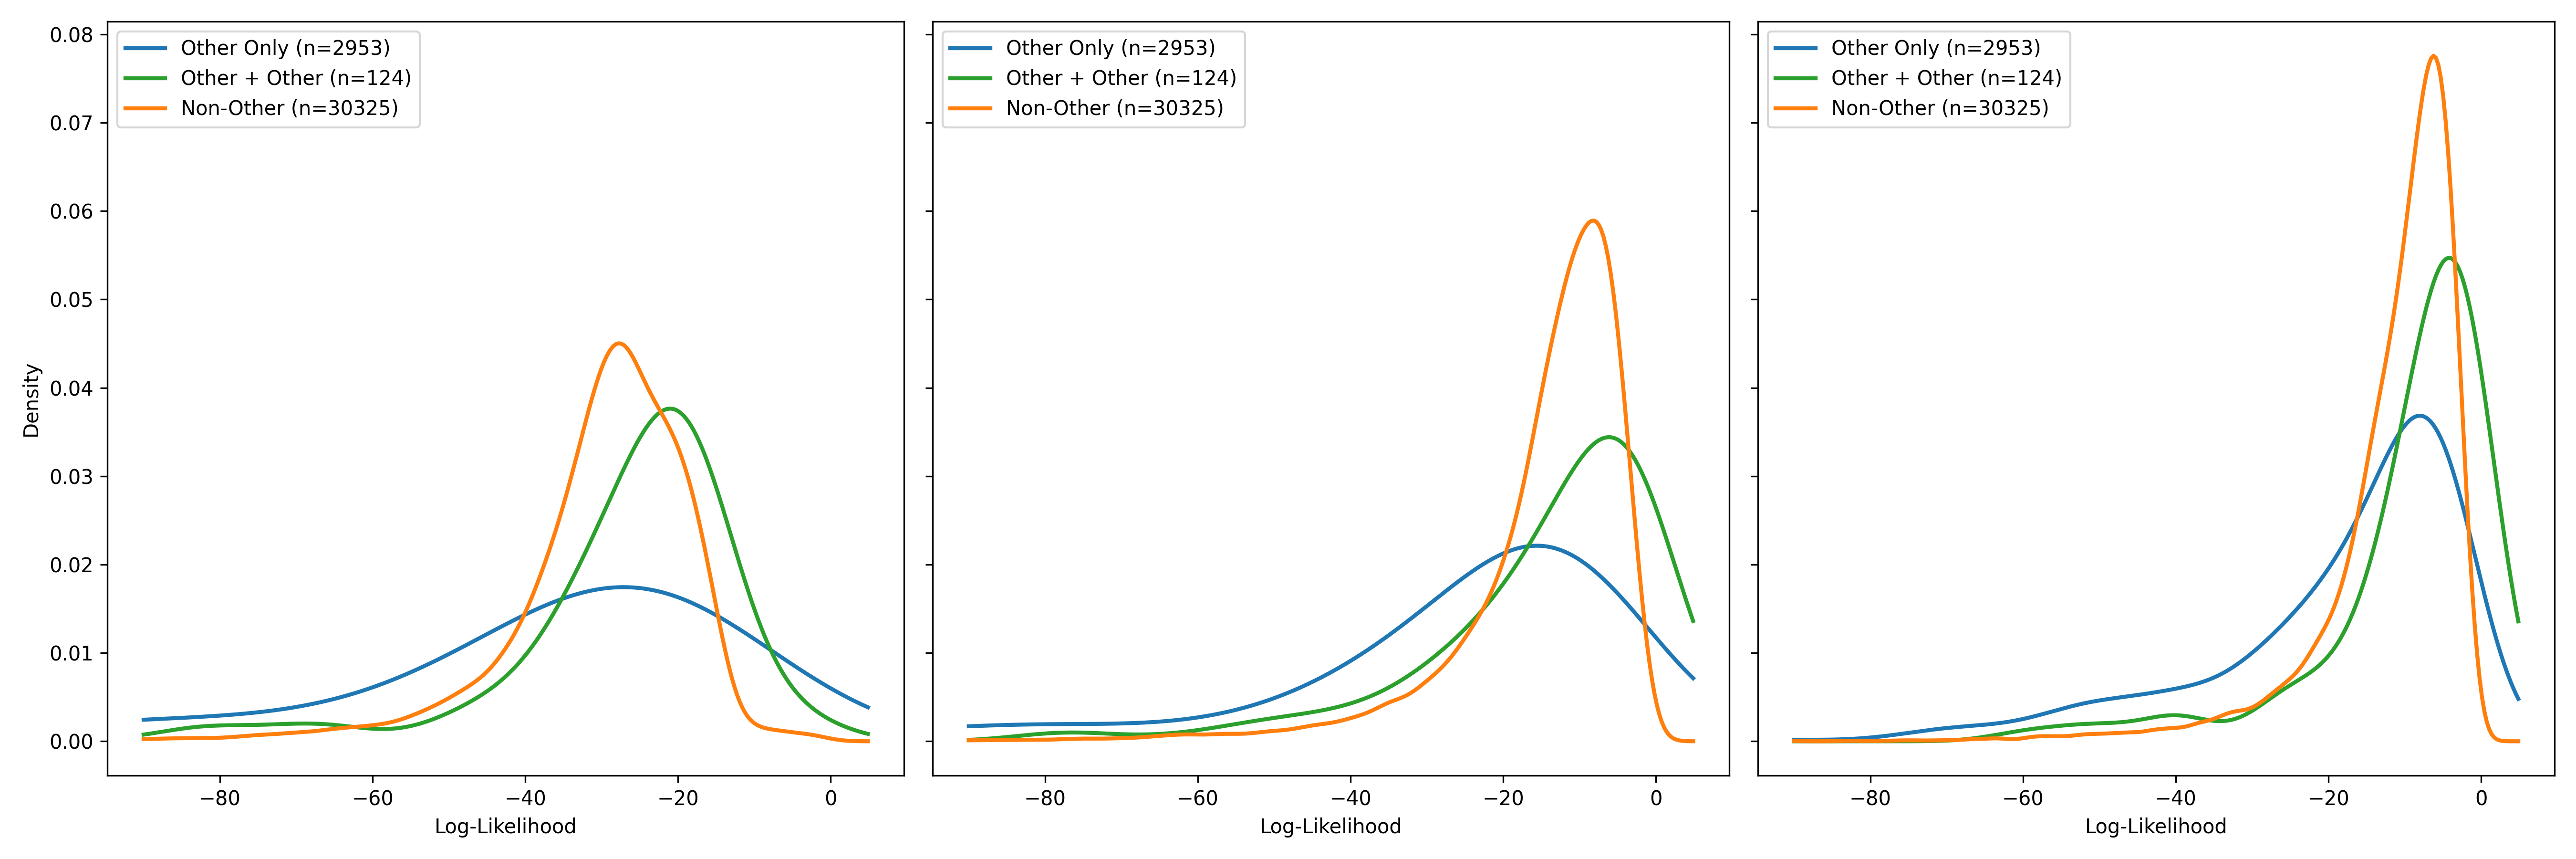 Other Only (n=2953)
Other + Other (n=124)
Non-Other (n=30325)
Other Only (n=2953)
Other + Other (n=124)
Non-Other (n=30325)
Other Only (n=2953)
Other + Other (n=124)
Non-Other (n=30325)
0.08
0.07
0.06
0.05
0.04
0.03
0.02
0.01
0.00
Density
−80 −60 −40 −20 0
−80 −60 −40 −20 0
−80 −60 −40 −20 0
Log-Likelihood
Log-Likelihood
Log-Likelihood